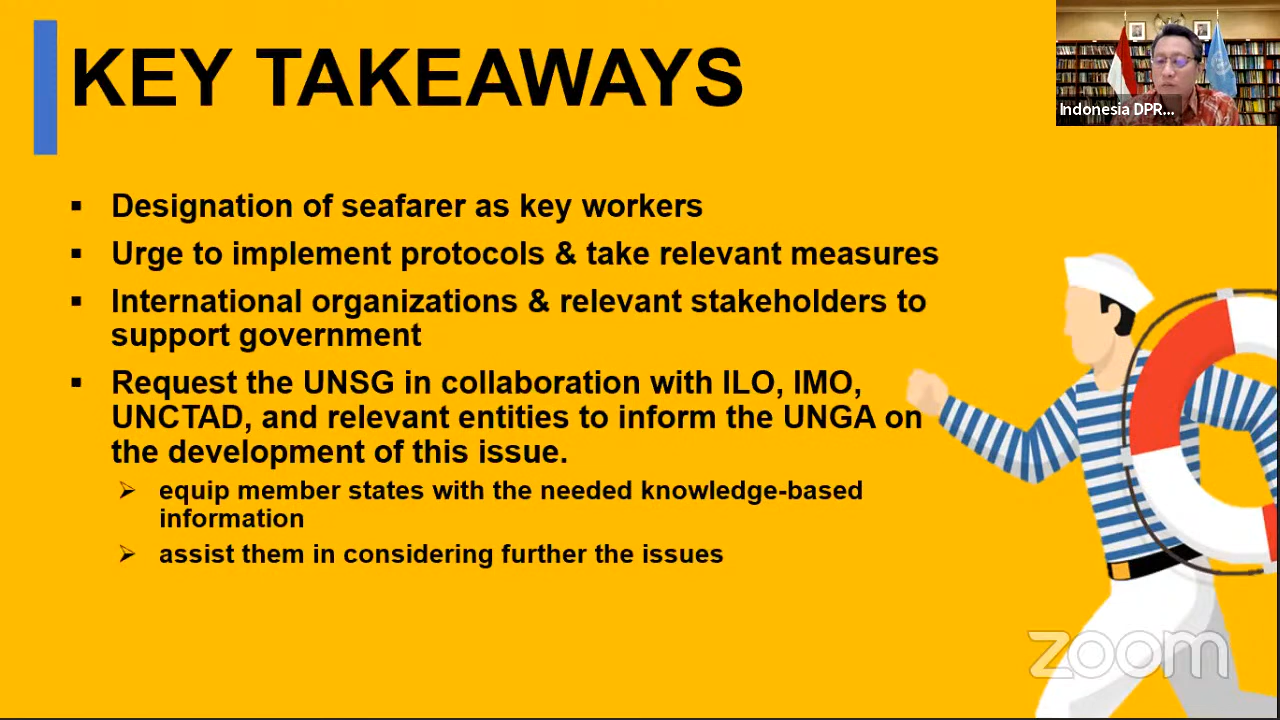 KEY TAKEAWAYS
Indonesia DPR...
▪ Designation of seafarer as key workers
▪ Urge to implement protocols & take relevant measures
▪ International organizations & relevant stakeholders to
support government
▪ Request the UNSG in collaboration with ILO, IMO,
UNCTAD, and relevant entities to inform the UNGA on
the development of this issue.
➢ equip member states with the needed knowledge-based
information
➢ assist them in considering further the issues
zoom